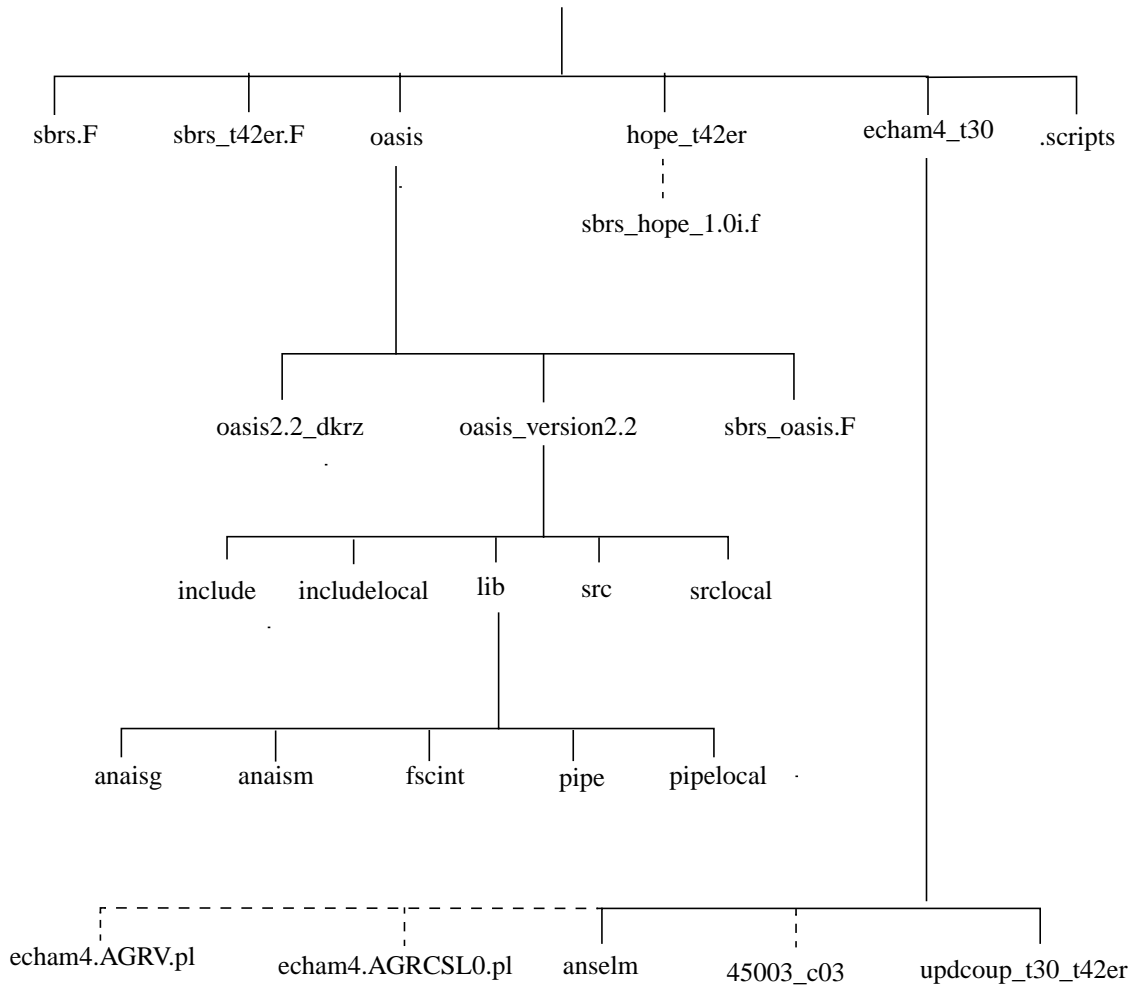 sbrs.F
sbrs_t42er.F
oasis
hope_t42er
echam4_t30
.scripts
sbrs_hope_1.0i.f
oasis2.2_dkrz
oasis_version2.2
sbrs_oasis.F
include
includelocal
lib
src
srclocal
anaisg
anaism
fscint
pipe
pipelocal
echam4.AGRV.pl
echam4.AGRCSL0.pl
anselm
45003_c03
updcoup_t30_t42er